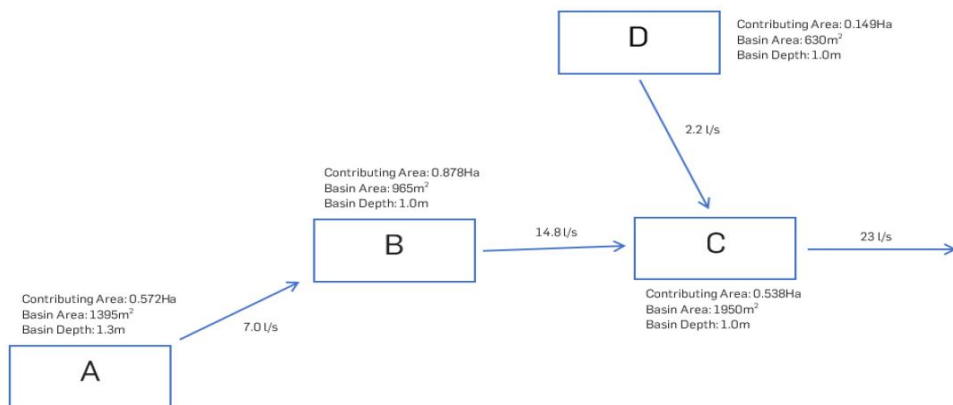 D
Contributing Area: 0.149Ha
Basin Area: 630m²
Basin Depth: 1.0m
2.2 l/s
Contributing Area: 0.878Ha
Basin Area: 965m²
Basin Depth: 1.0m
B
14.8 l/s
C
23 l/s
Contributing Area: 0.572Ha
Basin Area: 1395m²
Basin Depth: 1.3m
7.0 l/s
Contributing Area: 0.538Ha
Basin Area: 1950m²
Basin Depth: 1.0m
A